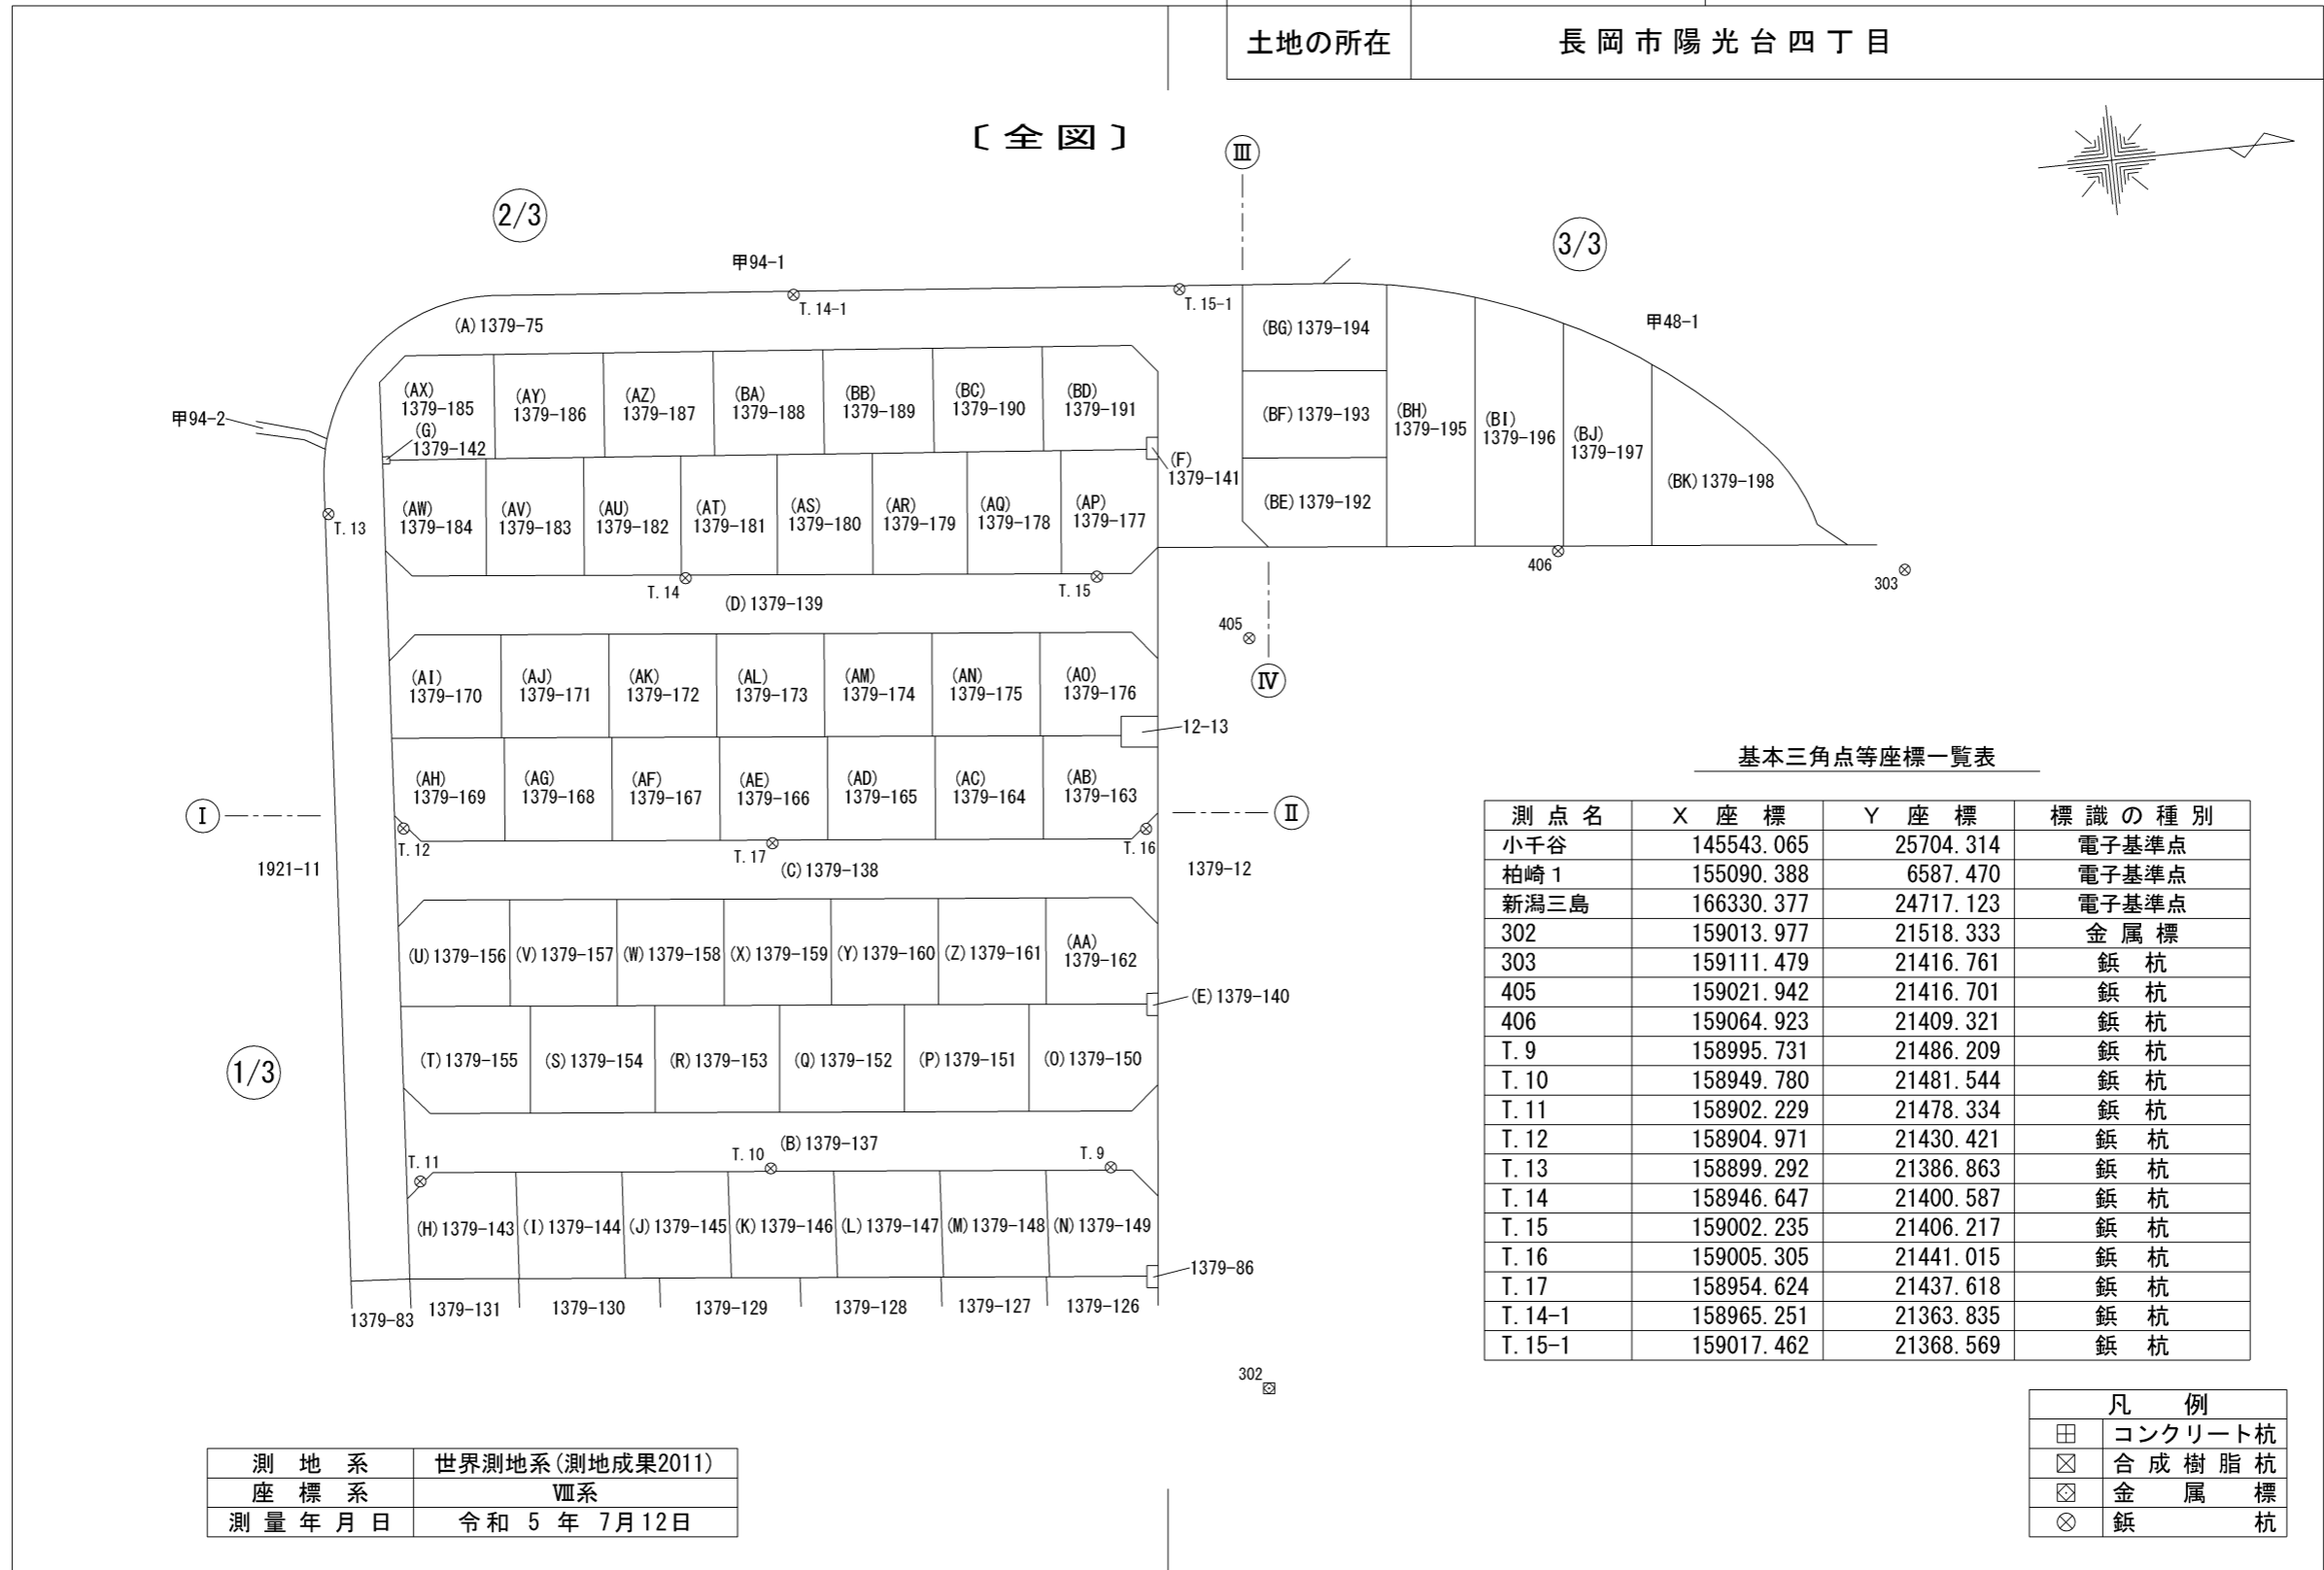 土地の所在 長岡市陽光台四丁目
〔全図〕
Ⅲ
2/3
3/3
甲94-1
T.14-1
T.15-1
(A)1379-75
(BG)1379-194
甲48-1
甲94-2
(AX)
1379-185
(AY)
1379-186
(AZ)
1379-187
(BA)
1379-188
(BB)
1379-189
(BC)
1379-190
(BD)
1379-191
(G)
1379-142
(F)
1379-141
(BF)1379-193
(BH)
1379-195
(BI)
1379-196
(BJ)
1379-197
(BK)1379-198
(BE)1379-192
T.13
(AW)
1379-184
(AV)
1379-183
(AU)
1379-182
(AT)
1379-181
(AS)
1379-180
(AR)
1379-179
(AQ)
1379-178
(AP)
1379-177
T.14
T.15
406
303
(D)1379-139
405
Ⅳ
(AI)
1379-170
(AJ)
1379-171
(AK)
1379-172
(AL)
1379-173
(AM)
1379-174
(AN)
1379-175
(AO)
1379-176
12-13
(AH)
1379-169
(AG)
1379-168
(AF)
1379-167
(AE)
1379-166
(AD)
1379-165
(AC)
1379-164
(AB)
1379-163
Ⅰ
Ⅱ
T.12
T.17
T.16
1921-11
(C)1379-138
1379-12
(U)1379-156
(V)1379-157
(W)1379-158
(X)1379-159
(Y)1379-160
(Z)1379-161
(AA)
1379-162
(E)1379-140
1/3
(T)1379-155
(S)1379-154
(R)1379-153
(Q)1379-152
(P)1379-151
(O)1379-150
(B)1379-137
T.11
T.10
T.9
(H)1379-143
(I)1379-144
(J)1379-145
(K)1379-146
(L)1379-147
(M)1379-148
(N)1379-149
1379-86
1379-83
1379-131
1379-130
1379-129
1379-128
1379-127
1379-126
302
基本三角点等座標一覧表
測点名 X座標 Y座標 標識の種別
小千谷 145543.065 25704.314 電子基準点
柏崎1 155090.388 6587.470 電子基準点
新潟三島 166330.377 24717.123 電子基準点
302 159013.977 21518.333 金属標
303 159111.479 21416.761 鋲杭
405 159021.942 21416.701 鋲杭
406 159064.923 21409.321 鋲杭
T.9 158995.731 21486.209 鋲杭
T.10 158949.780 21481.544 鋲杭
T.11 158902.229 21478.334 鋲杭
T.12 158904.971 21430.421 鋲杭
T.13 158899.292 21386.863 鋲杭
T.14 158946.647 21400.587 鋲杭
T.15 159002.235 21406.217 鋲杭
T.16 159005.305 21441.015 鋲杭
T.17 158954.624 21437.618 鋲杭
T.14-1 158965.251 21363.835 鋲杭
T.15-1 159017.462 21368.569 鋲杭
凡例
コンクリート杭
合成樹脂杭
金属標
鋲杭
測地系 世界測地系(測地成果2011)
座標系 Ⅷ系
測量年月日 令和 5 年 7月12日